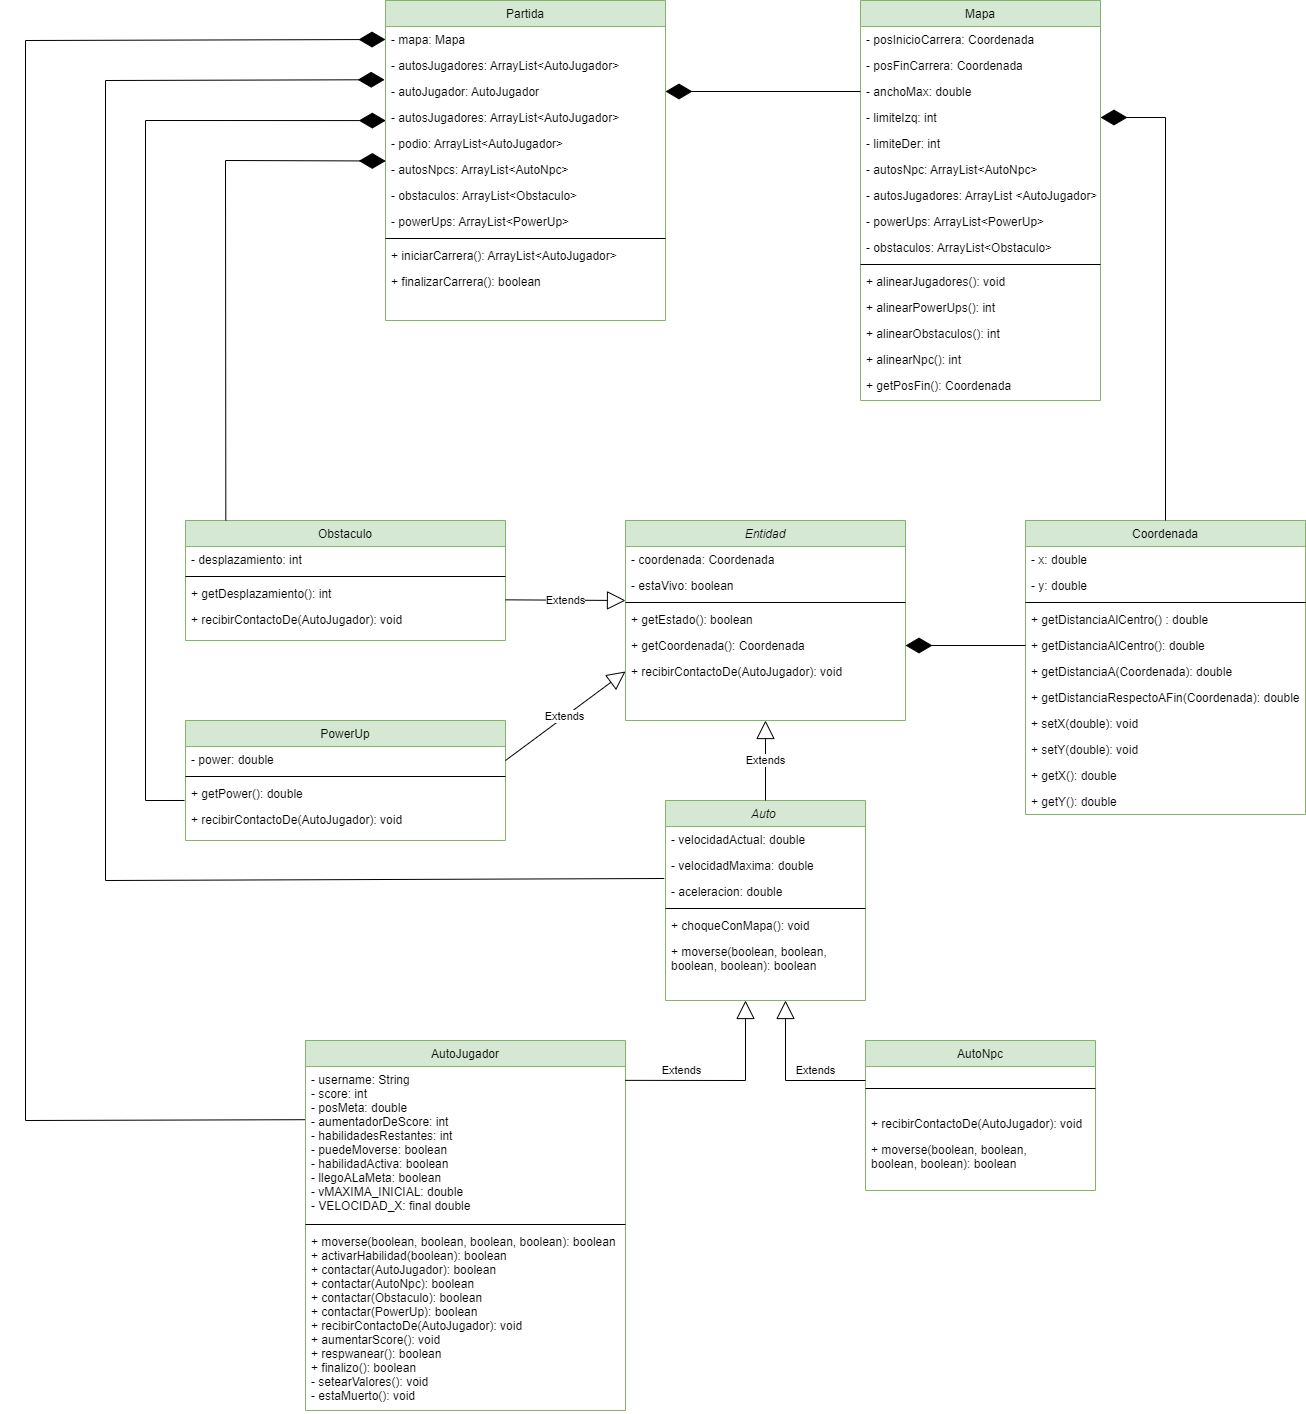 Partida
- mapa: Mapa
- autosJugadores: ArrayList<AutoJugador>
- autoJugador: AutoJugador
- autosJugadores: ArrayList<AutoJugador>
- podio: ArrayList<AutoJugador>
- autosNpcs: ArrayList<AutoNpc>
- obstaculos: ArrayList<Obstaculo>
- powerUps: ArrayList<PowerUp>
+ iniciarCarrera(): ArrayList<AutoJugador>
+ finalizarCarrera(): boolean
Mapa
- posInicioCarrera: Coordenada
- posFinCarrera: Coordenada
- anchoMax: double
- limiteIzq: int
- limiteDer: int
- autosNpc: ArrayList<AutoNpc>
- autosJugadores: ArrayList <AutoJugador>
- powerUps: ArrayList<PowerUp>
- obstaculos: ArrayList<Obstaculo>
+ alinearJugadores(): void
+ alinearPowerUps(): int
+ alinearObstaculos(): int
+ alinearNpc(): int
+ getPosFin(): Coordenada
Obstaculo
- desplazamiento: int
+ getDesplazamiento(): int
+ recibirContactoDe(AutoJugador): void
Extends
Entidad
- coordenada: Coordenada
- estaVivo: boolean
+ getEstado(): boolean
+ getCoordenada(): Coordenada
+ recibirContactoDe(AutoJugador): void
Coordenada
- x: double
- y: double
+ getDistanciaAlCentro() : double
+ getDistanciaAlCentro(): double
+ getDistanciaA(Coordenada): double
+ getDistanciaRespectoAFin(Coordenada): double
+ setX(double): void
+ setY(double): void
+ getX(): double
+ getY(): double
PowerUp
- power: double
+ getPower(): double
+ recibirContactoDe(AutoJugador): void
Extends
Extends
Auto
- velocidadActual: double
- velocidadMaxima: double
- aceleracion: double
+ choqueConMapa(): void
+ moverse(boolean, boolean,
boolean, boolean): boolean
Extends
Extends
AutoJugador
- username: String
- score: int
- posMeta: double
- aumentadorDeScore: int
- habilidadesRestantes: int
- puedeMoverse: boolean
- habilidadActiva: boolean
- llegoALaMeta: boolean
- vMAXIMA_INICIAL: double
- VELOCIDAD_X: final double
+ moverse(boolean, boolean, boolean, boolean): boolean
+ activarHabilidad(boolean): boolean
+ contactar(AutoJugador): boolean
+ contactar(AutoNpc): boolean
+ contactar(Obstaculo): boolean
+ contactar(PowerUp): boolean
+ recibirContactoDe(AutoJugador): void
+ aumentarScore(): void
+ respwanear(): boolean
+ finalizo(): boolean
- setearValores(): void
- estaMuerto(): void
AutoNpc
+ recibirContactoDe(AutoJugador): void
+ moverse(boolean, boolean,
boolean, boolean): boolean